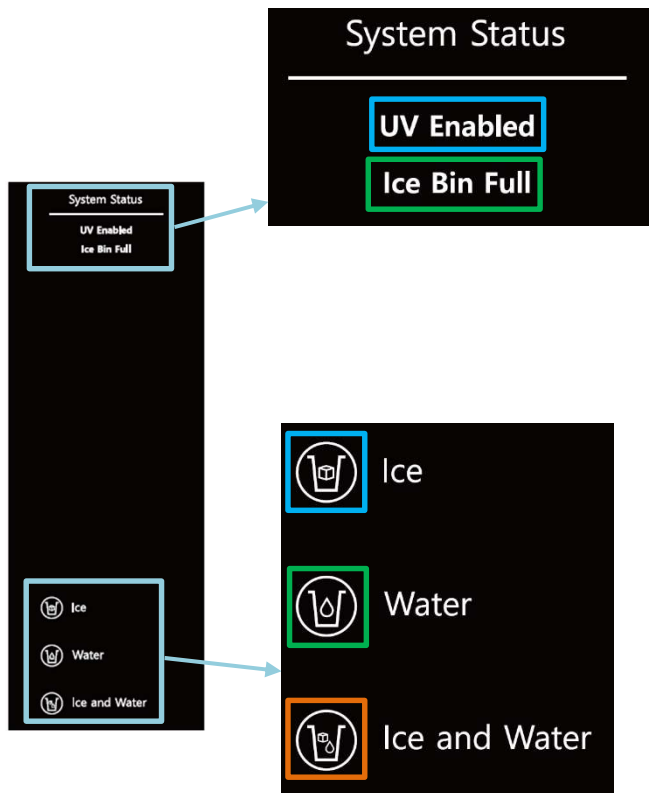 System Status
UV Enabled
Ice Bin Full
System Status
UV Enabled
Ice Bin Full
Ice
Water
Ice and Water
Ice
Water
Ice and Water